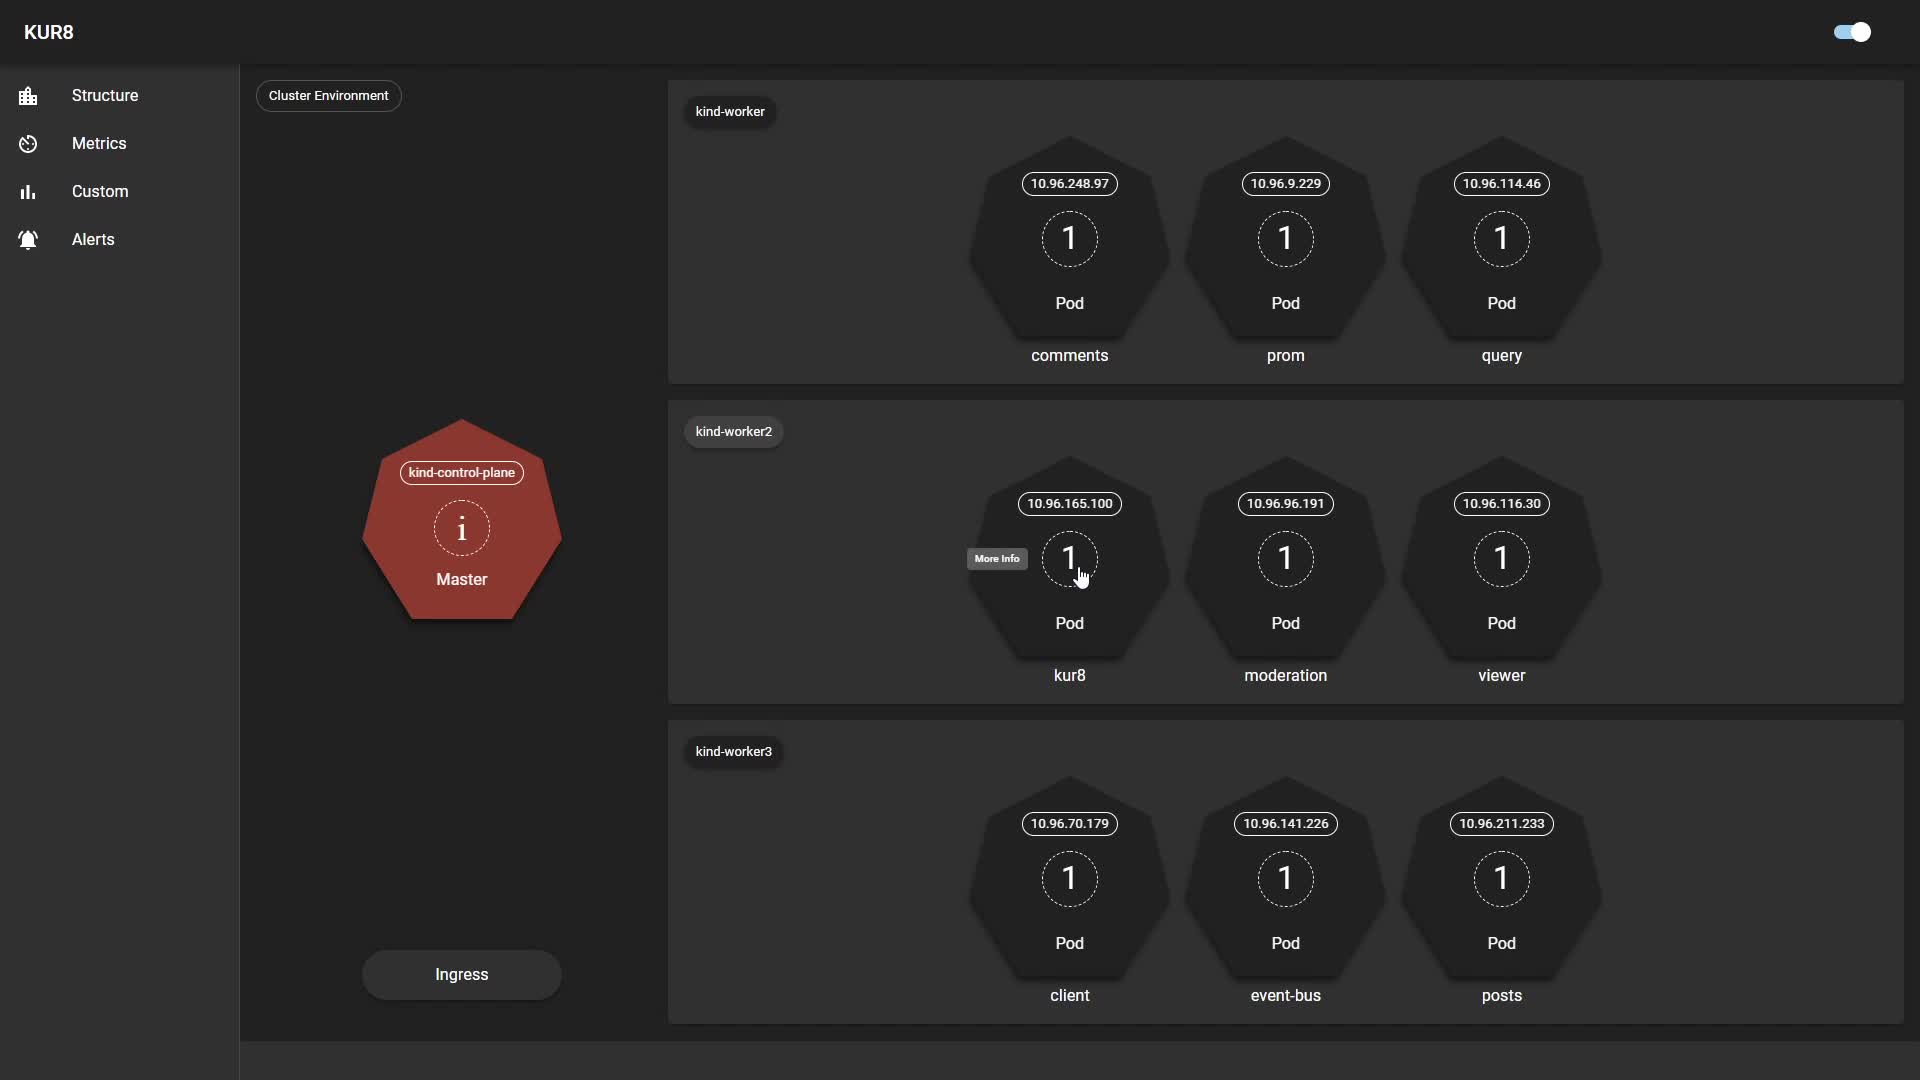 KUR8
Structure
Metrics
Custom
Alerts
Cluster Environment
kind-control-plane
i
Master
Ingress
kind-worker
10.96.248.97
1
Pod
comments
10.96.9.229
1
Pod
prom
10.96.114.46
1
Pod
query
kind-worker2
10.96.165.100
More Info
1
Pod
kur8
10.96.96.191
1
Pod
moderation
10.96.116.30
1
Pod
viewer
kind-worker3
10.96.70.179
1
Pod
client
10.96.141.226
1
Pod
event-bus
10.96.211.233
1
Pod
posts